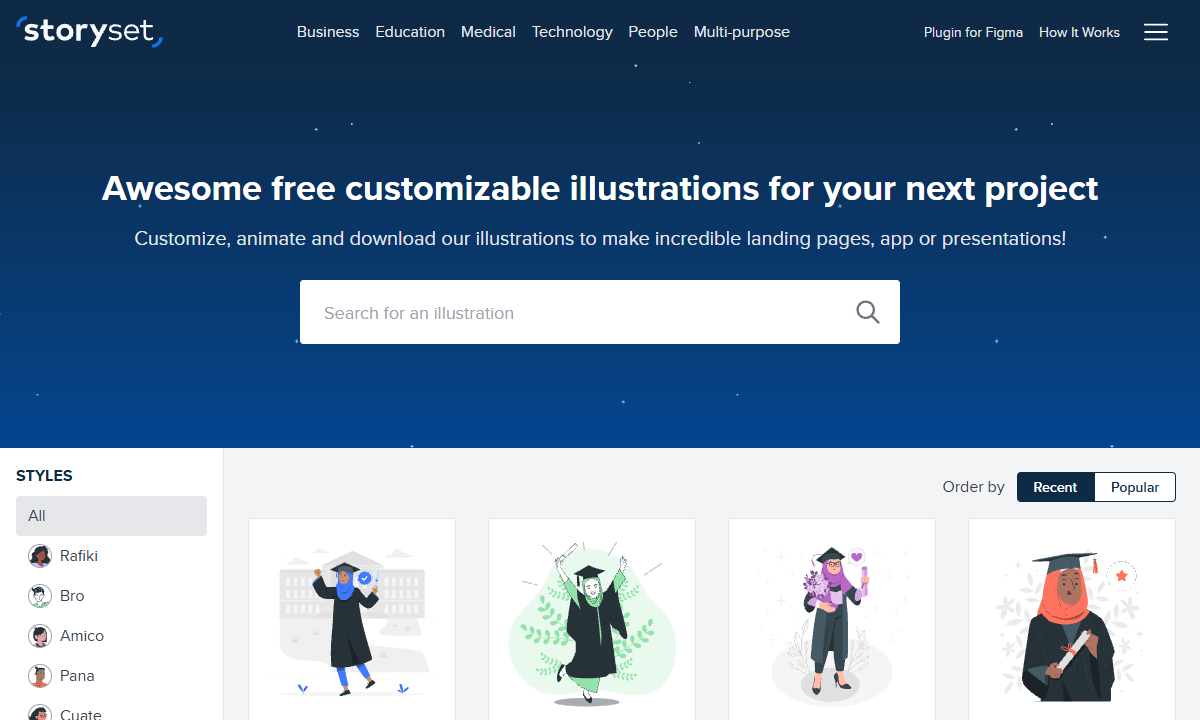 storyset
Business Education Medical Technology People Multi-purpose
Plugin for Figma How It Works
Awesome free customizable illustrations for your next project
Customize, animate and download our illustrations to make incredible landing pages, app or presentations!
Search for an illustration
STYLES
All
Rafiki
Bro
Amico
Pana
Cuate
Order by Recent Popular